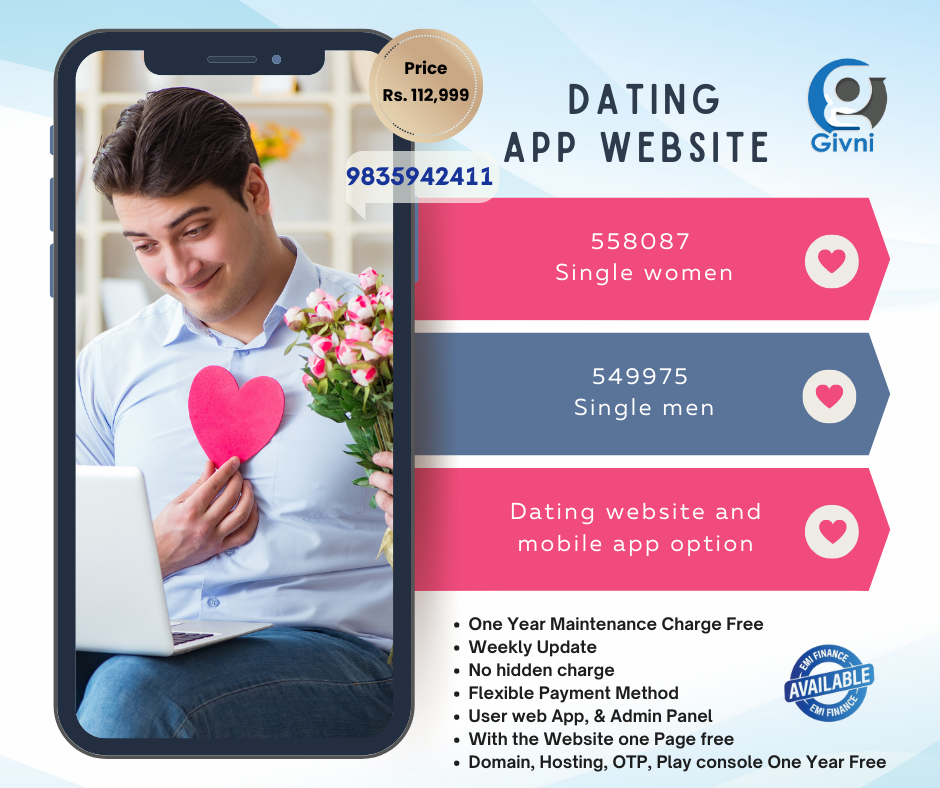 Price
Rs. 112,999
9835942411
DATING
APP WEBSITE
Givni
558087
Single women
549975
Single men
Dating website and
mobile app option
• One Year Maintenance Charge Free
• Weekly Update
• No hidden charge
• Flexible Payment Method
• User web App, & Admin Panel
• With the Website one Page free
• Domain, Hosting, OTP, Play console One Year Free
EMI FINANCE
AVAILABLE
EMI FINANCE